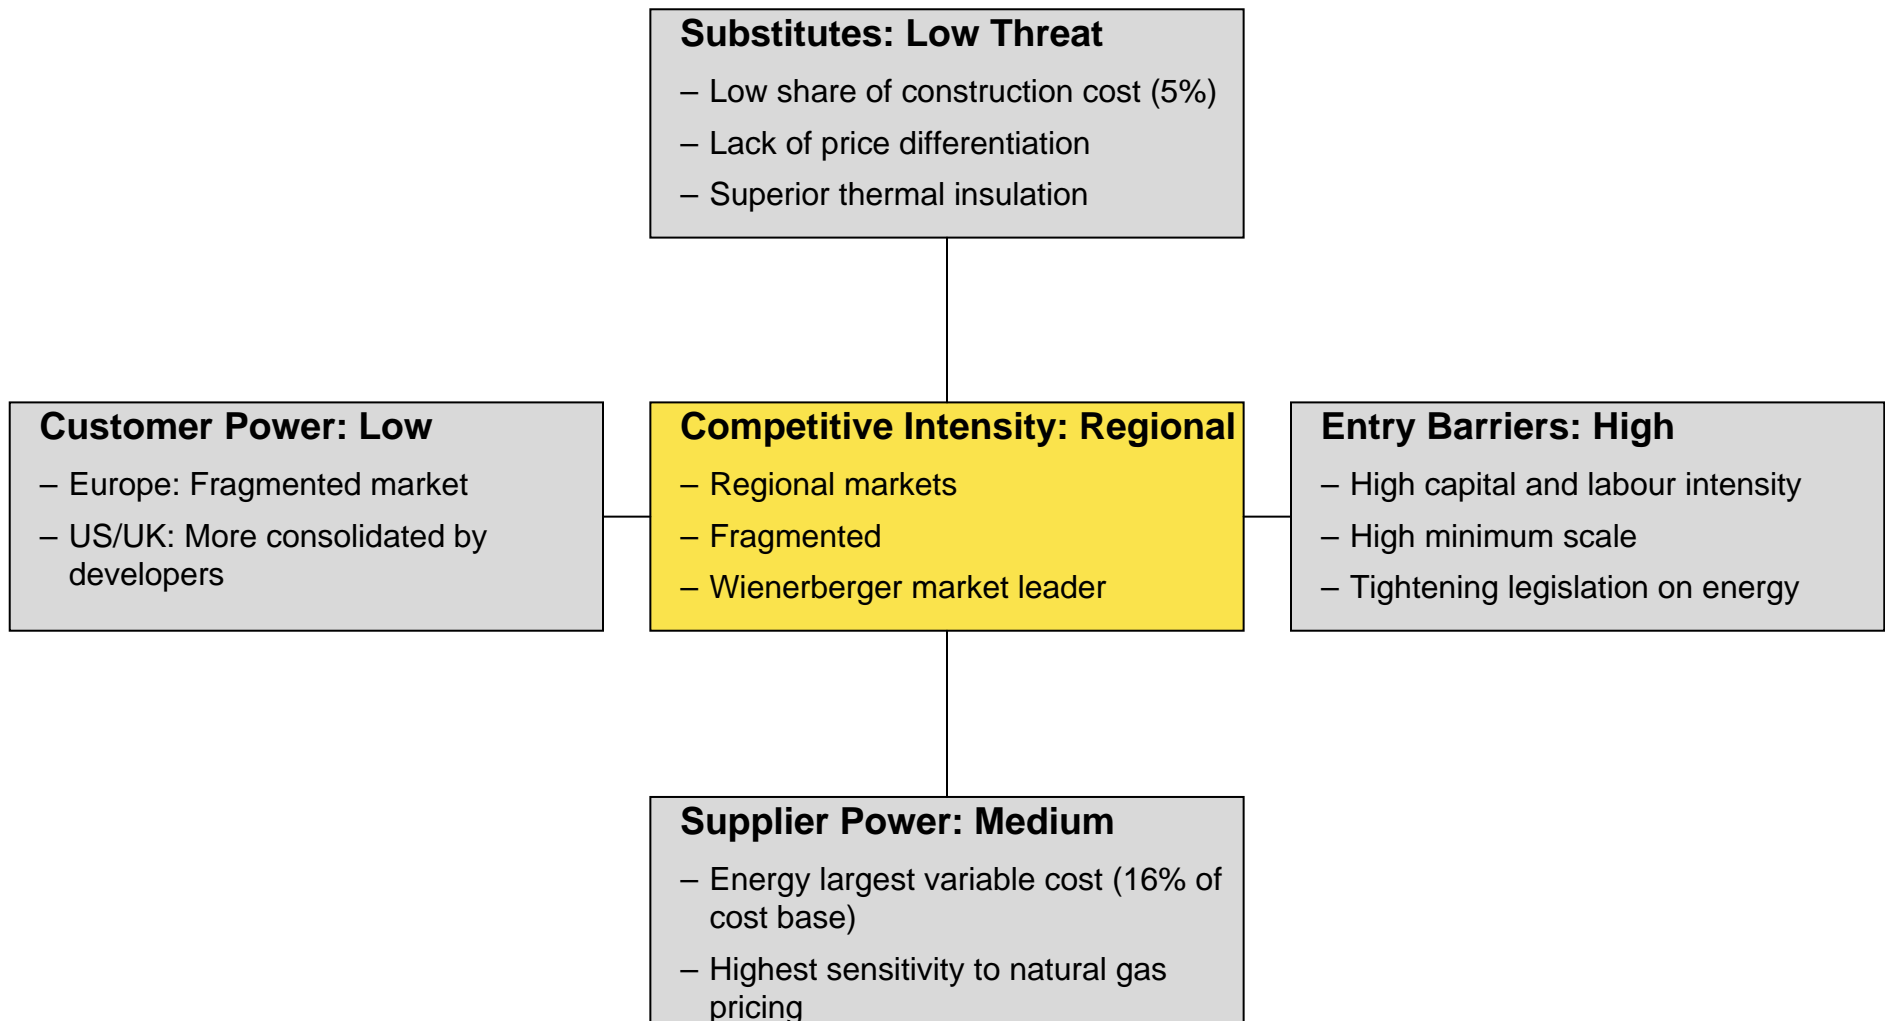 Substitutes: Low Threat
– Low share of construction cost (5%)
– Lack of price differentiation
– Superior thermal insulation
Customer Power: Low
– Europe: Fragmented market
– US/UK: More consolidated by
developers
Competitive Intensity: Regional
– Regional markets
– Fragmented
– Wienerberger market leader
Entry Barriers: High
– High capital and labour intensity
– High minimum scale
– Tightening legislation on energy
Supplier Power: Medium
– Energy largest variable cost (16% of
cost base)
– Highest sensitivity to natural gas
pricing